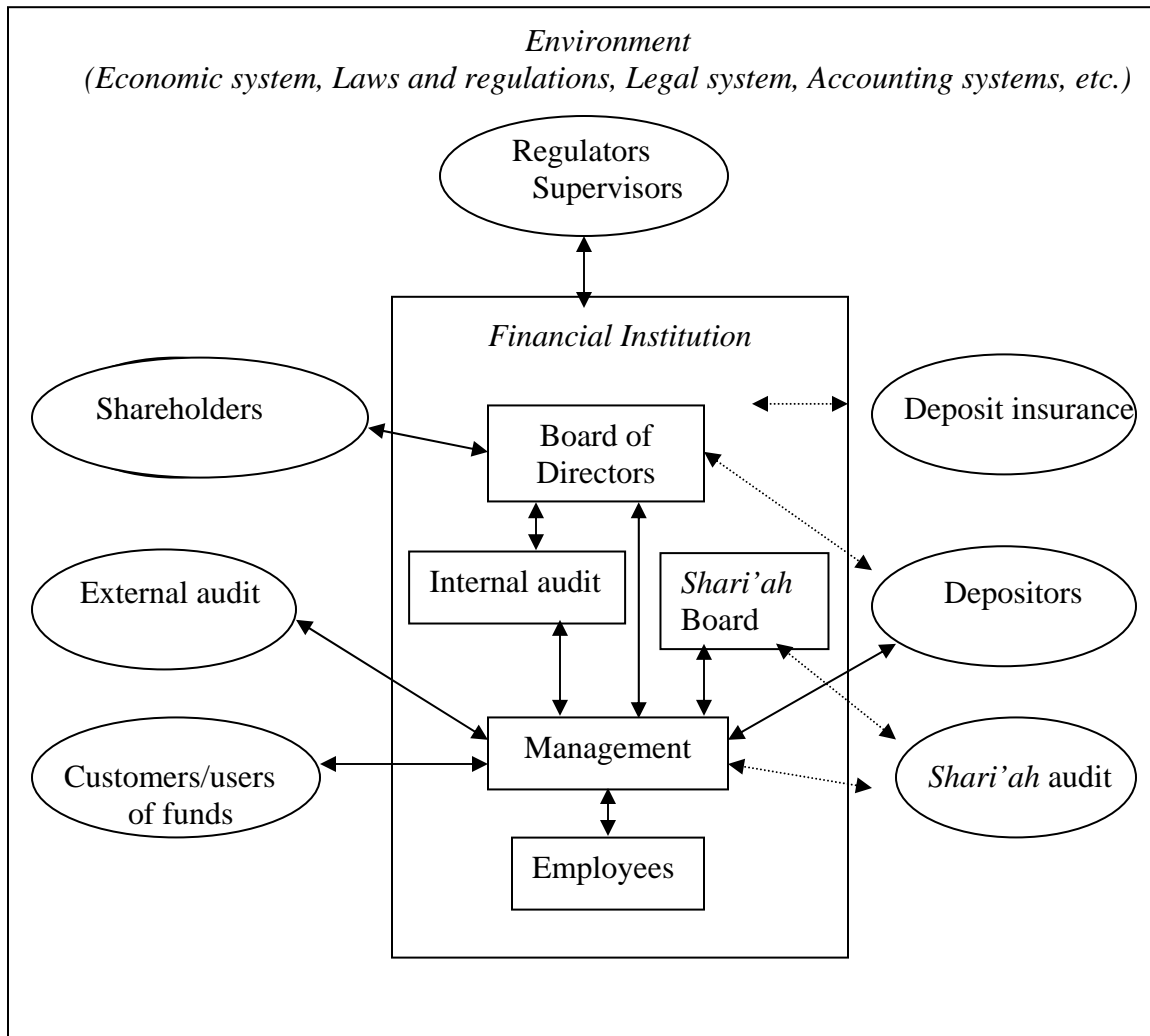 Environment
(Economic system, Laws and regulations, Legal system, Accounting systems, etc.)
Regulators
Supervisors
Financial Institution
Shareholders
Board of
Directors
Deposit insurance
External audit
Internal audit
Shari’ah
Board
Depositors
Customers/users
of funds
Management
Shari’ah audit
Employees